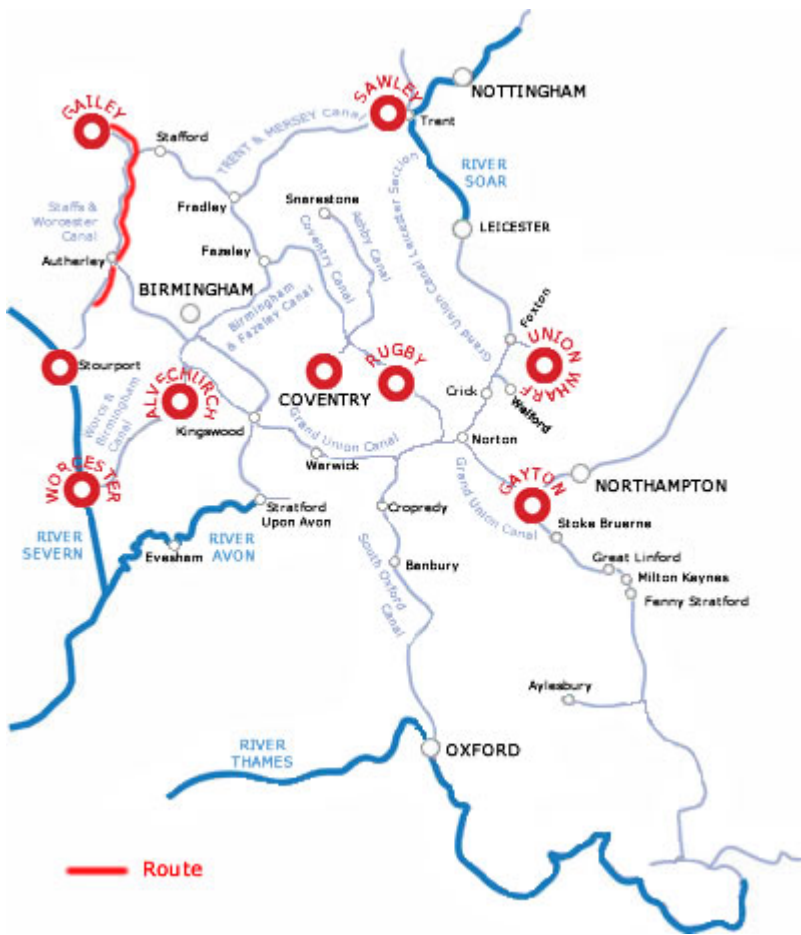 GAILEY
SAWLEY
NOTTINGHAM
Trent
Stafford
TRENT & MERSEY Canal
RIVER
SOAR
Fradley
Snarestone
Staffs &
Worcester
Canal
Ashby Canal
Coventry Canal
Grand Union Canal Leicester Section
LEICESTER
Autherley
Fazeley
BIRMINGHAM
Birmingham
& Fazeley Canal
Foxton
UNION WHARF
Stourport
ALVECHURCH
RUGBY
COVENTRY
Crick
Welford
Worcs &
Birmingham
Canal
Kingswood
Grand Union Canal
Norton
Warwick
WORCESTER
GAYTON
NORTHAMPTON
Grand Union Canal
Stratford
Upon Avon
Cropredy
Stoke Bruerne
RIVER
SEVERN
RIVER
AVON
Evesham
Banbury
South Oxford
Canal
Great Linford
Milton Keynes
Fenny Stratford
Aylesbury
RIVER
THAMES
OXFORD
Route